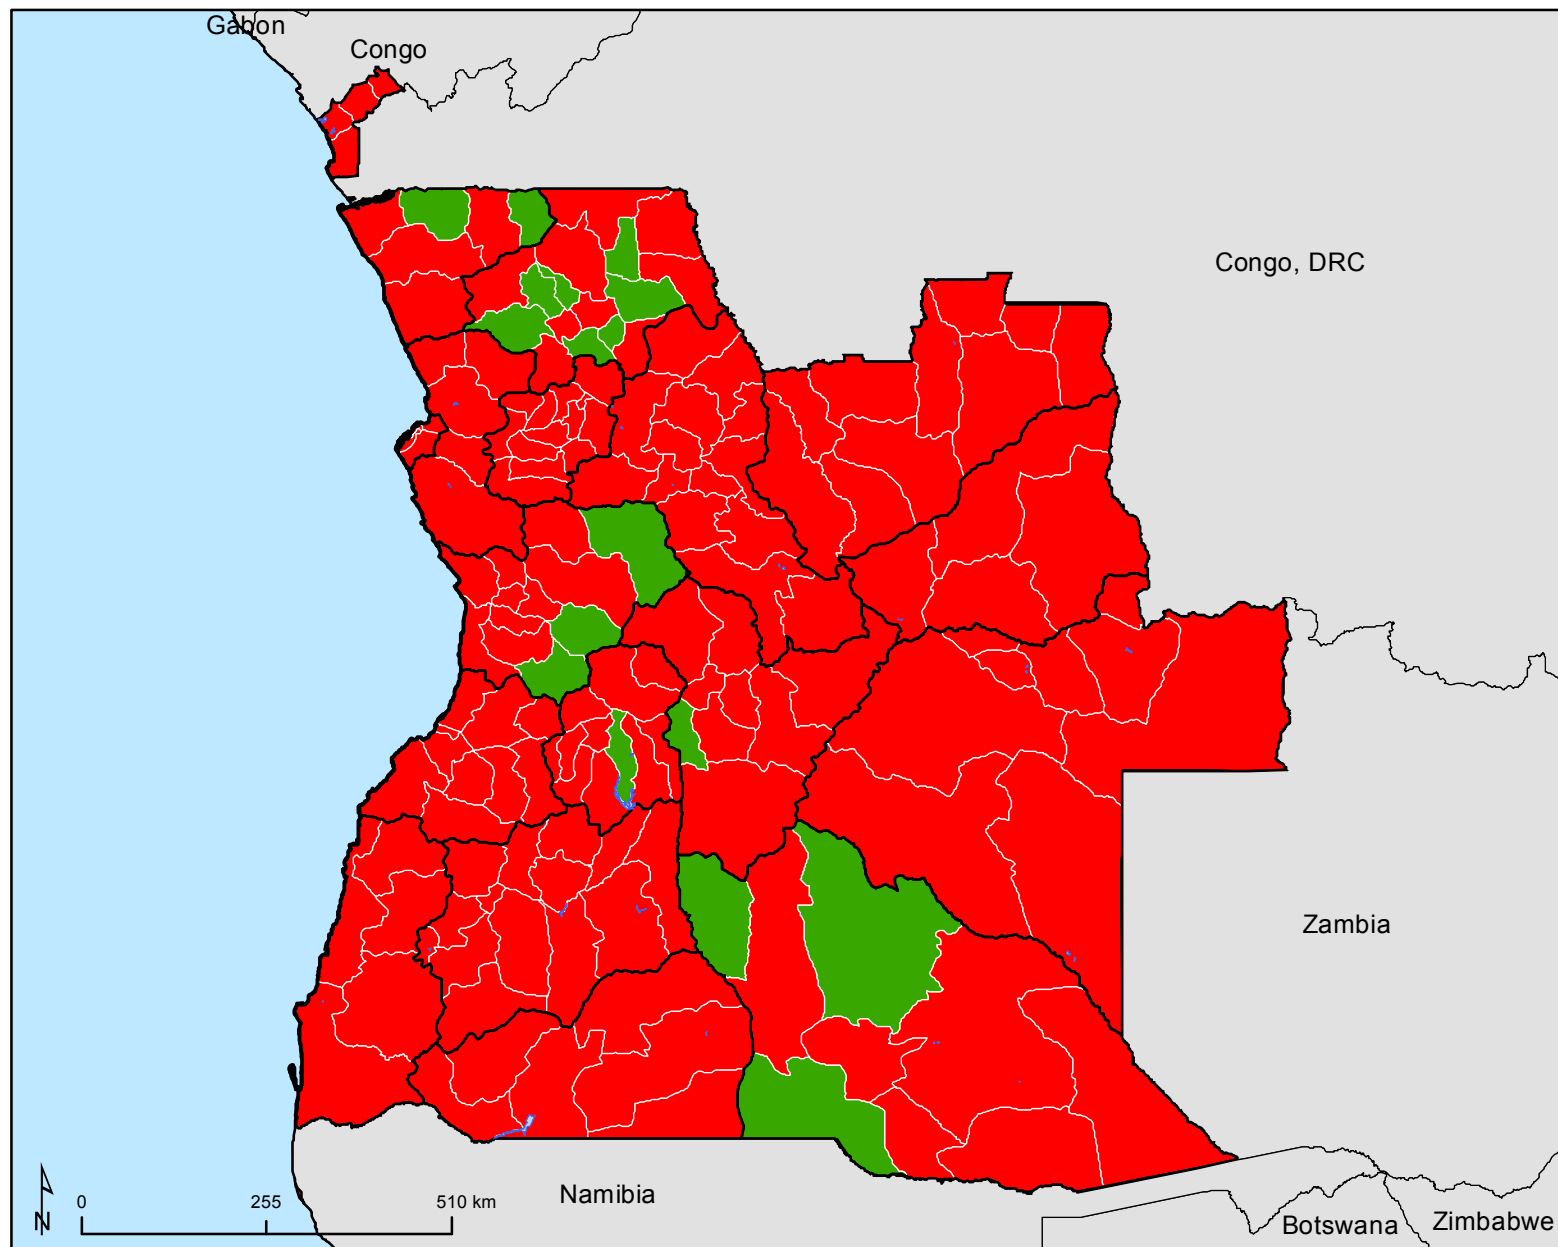 Gabon
Congo
Congo, DRC
Zambia
Namibia
Botswana
Zimbabwe
N
0 255 510 km